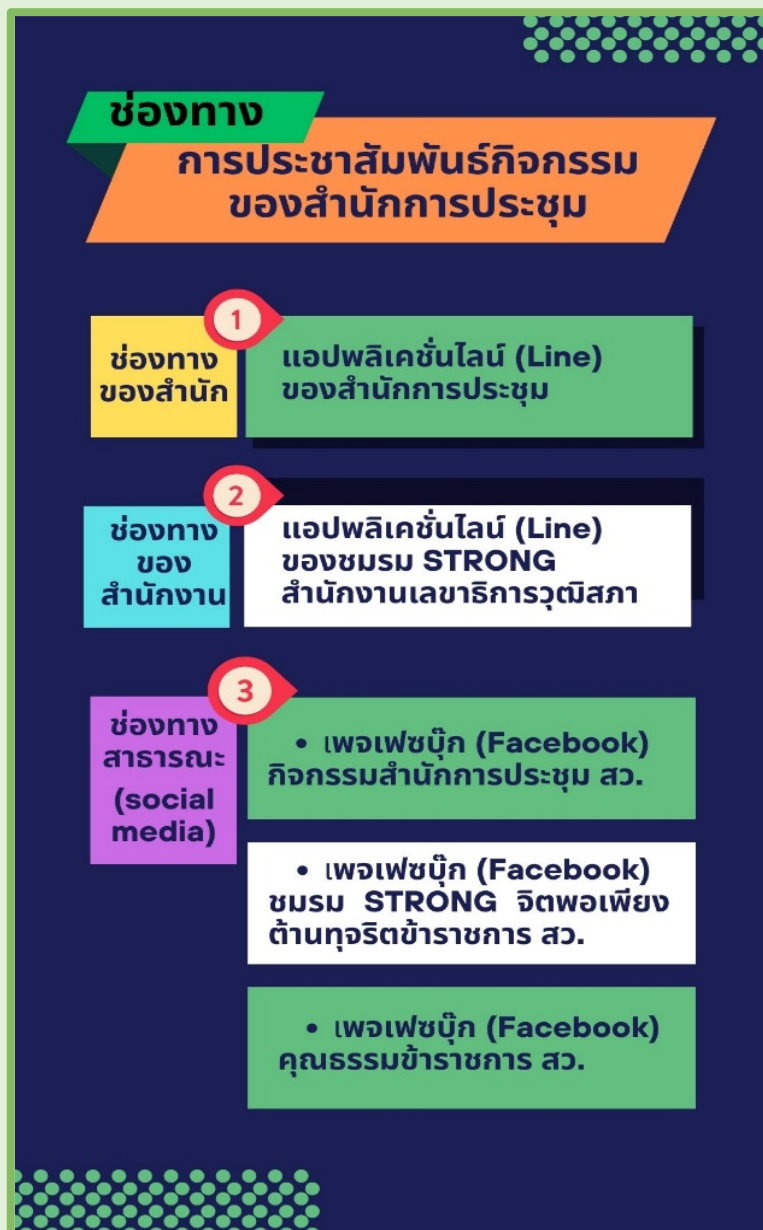 ช่องทาง
การประชาสัมพันธ์กิจกรรม
ของสำนักการประชุม
1
ช่องทาง
ของสำนัก
แอปพลิเคชั่นไลน์ (Line)
ของสำนักการประชุม
2
ช่องทาง
ของ
สำนักงาน
แอปพลิเคชั่นไลน์ (Line)
ของชมรม STRONG
สำนักงานเลขาธิการวุฒิสภา
3
ช่องทาง
สาธารณะ
(social
media)
• เพจเฟซบุ๊ก (Facebook)
กิจกรรมสำนักการประชุม สว.
• เพจเฟซบุ๊ก (Facebook)
ชมรม STRONG จิตพอเพียง
ต้านทุจริตข้าราชการ สว.
• เพจเฟซบุ๊ก (Facebook)
คุณธรรมข้าราชการ สว.